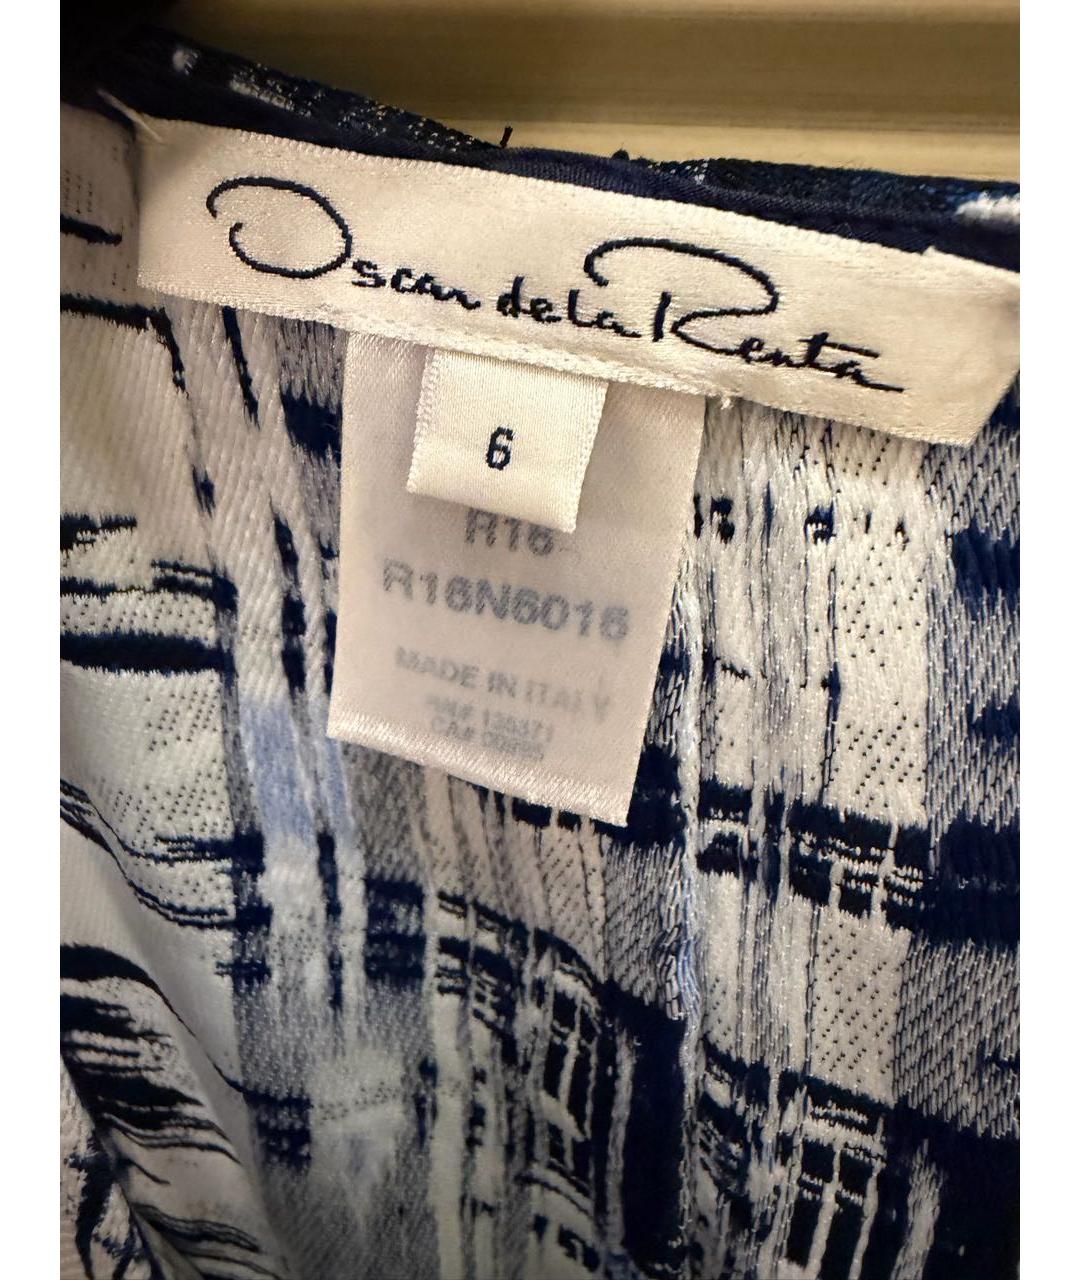 Oscar de la Renta
6
R16
R16N6016
MADE IN ITALY